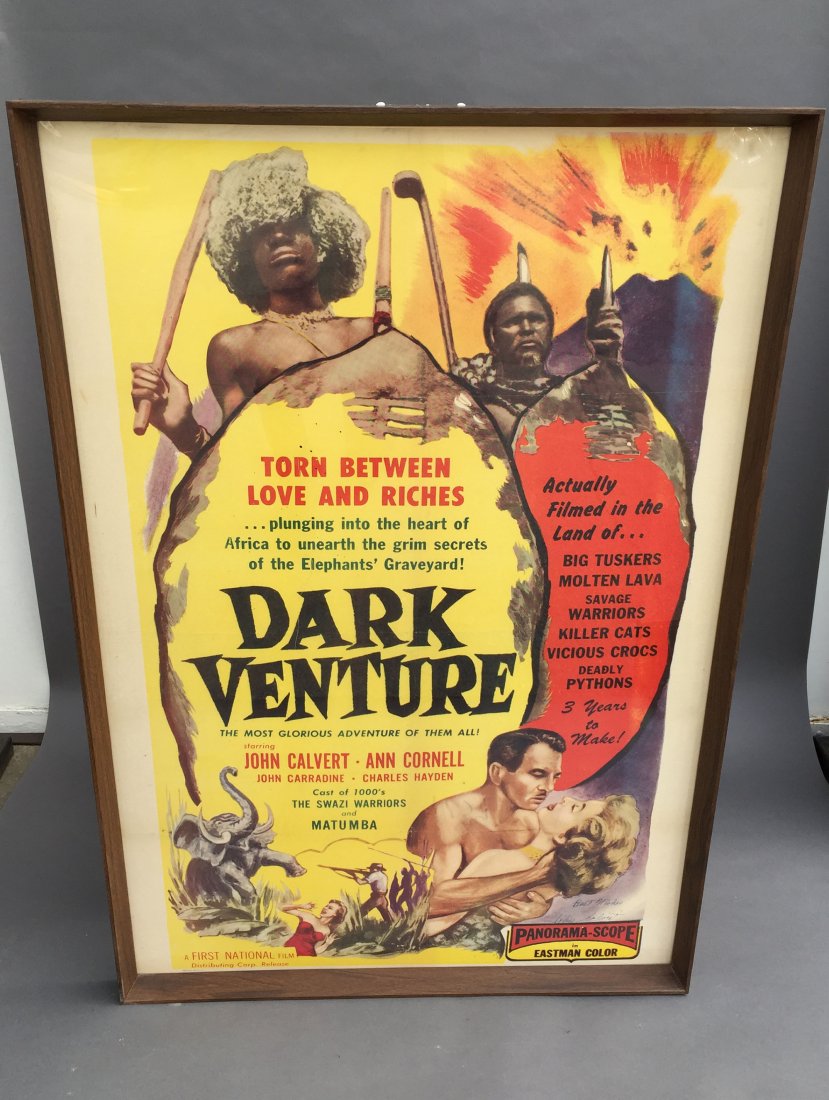 TORN BETWEEN
LOVE AND RICHES
...plunging into the heart of
Africa to unearth the grim secrets
of the Elephants' Graveyard!
DARK
VENTURE
THE MOST GLORIOUS ADVENTURE OF THEM ALL!
starring
JOHN CALVERT · ANN CORNELL
JOHN CARRADINE · CHARLES HAYDEN
Cast of 1000's
THE SWAZI WARRIORS
and
MATUMBA
Actually
Filmed in the
Land of...
BIG TUSKERS
MOLTEN LAVA
SAVAGE
WARRIORS
KILLER CATS
VICIOUS CROCS
DEADLY
PYTHONS
3 Years
to
Make!
Best Wishes
A FIRST NATIONAL FILM
Distributing Corp. Release
PANORAMA-SCOPE
in
EASTMAN COLOR